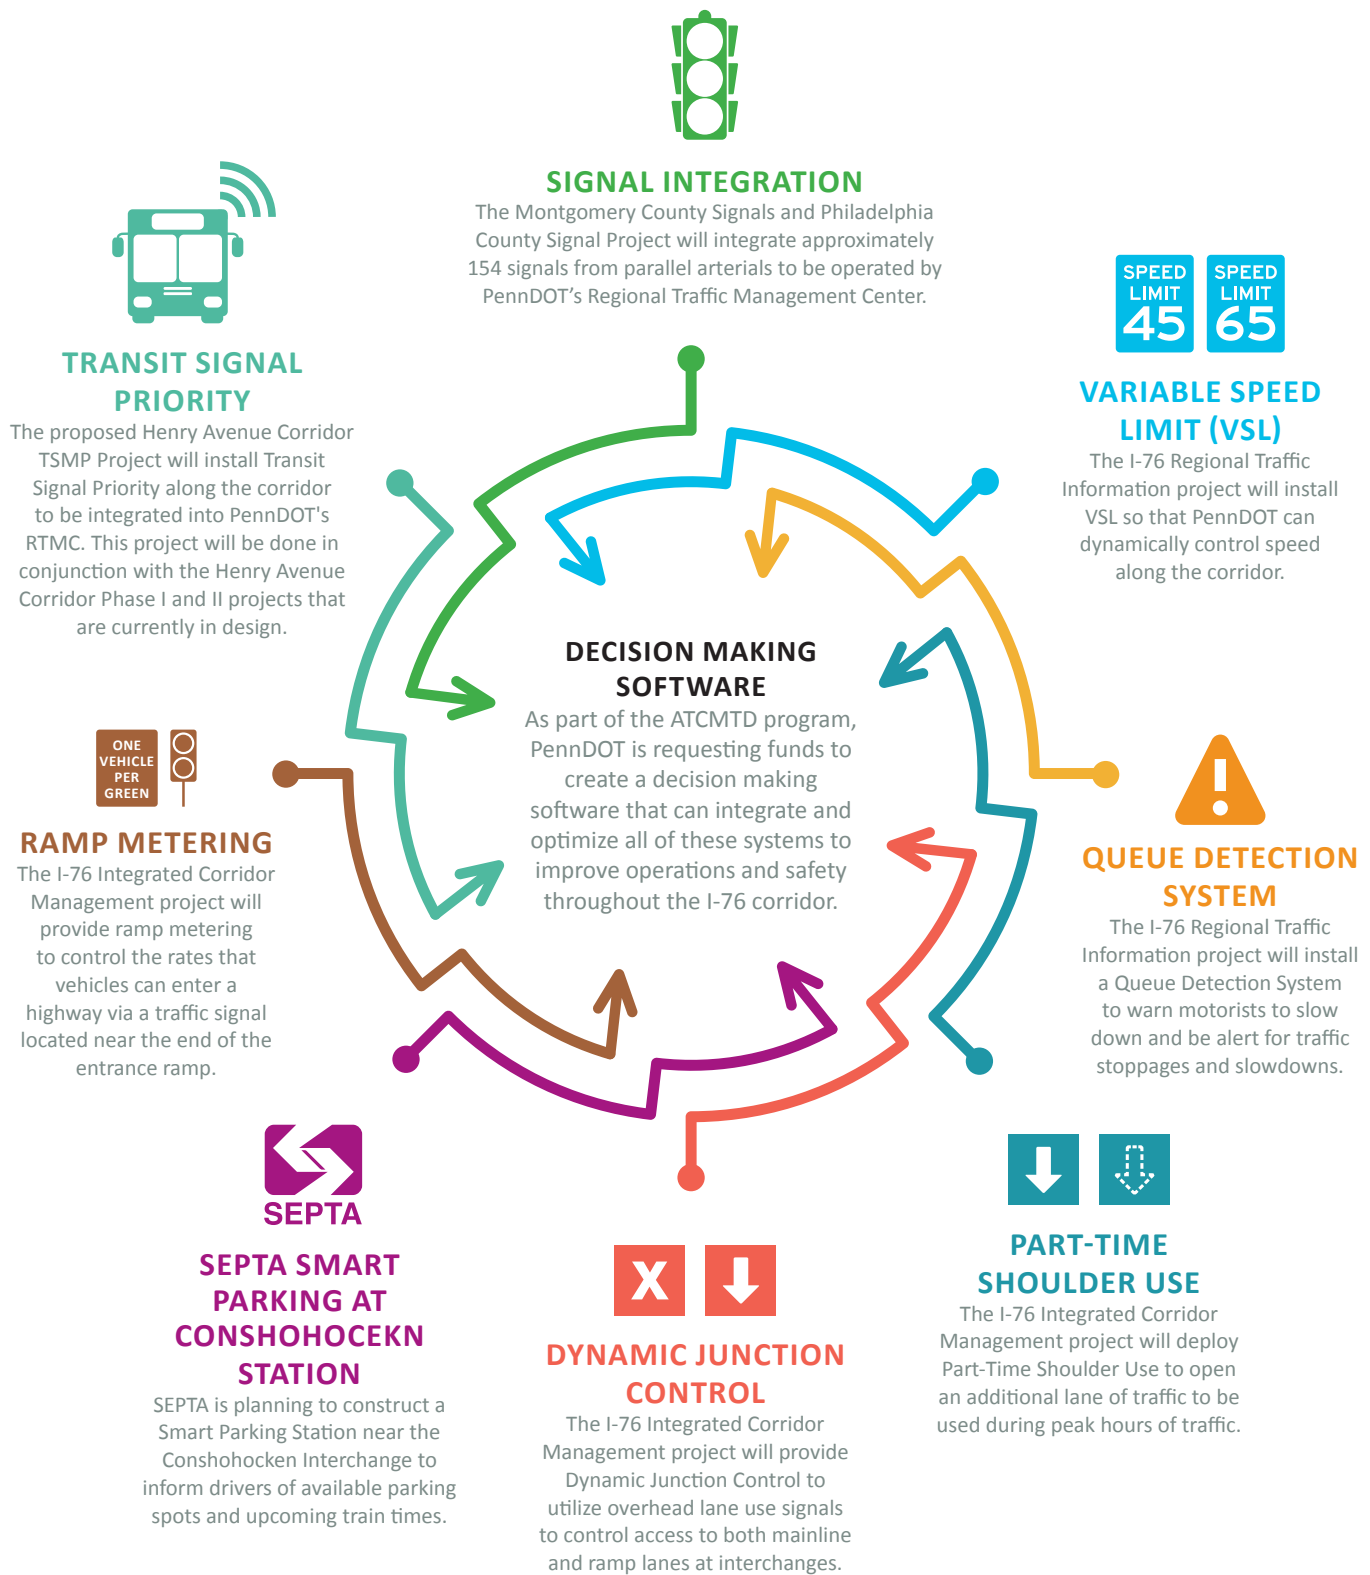 SIGNAL INTEGRATION
The Montgomery County Signals and Philadelphia
County Signal Project will integrate approximately
154 signals from parallel arterials to be operated by
PennDOT's Regional Traffic Management Center.
SPEED
LIMIT
45
SPEED
LIMIT
65
VARIABLE SPEED
LIMIT (VSL)
The I-76 Regional Traffic
Information project will install
VSL so that PennDOT can
dynamically control speed
along the corridor.
TRANSIT SIGNAL
PRIORITY
The proposed Henry Avenue Corridor
TSMP Project will install Transit
Signal Priority along the corridor
to be integrated into PennDOT's
RTMC. This project will be done in
conjunction with the Henry Avenue
Corridor Phase I and II projects that
are currently in design.
DECISION MAKING
SOFTWARE
As part of the ATCMTD program,
PennDOT is requesting funds to
create a decision making
software that can integrate and
optimize all of these systems to
improve operations and safety
throughout the I-76 corridor.
ONE
VEHICLE
PER
GREEN
RAMP METERING
The I-76 Integrated Corridor
Management project will
provide ramp metering
to control the rates that
vehicles can enter a
highway via a traffic signal
located near the end of the
entrance ramp.
!
QUEUE DETECTION
SYSTEM
The I-76 Regional Traffic
Information project will install
a Queue Detection System
to warn motorists to slow
down and be alert for traffic
stoppages and slowdowns.
SEPTA
SEPTA SMART
PARKING AT
CONSHOHOCEKN
STATION
SEPTA is planning to construct a
Smart Parking Station near the
Conshohocken Interchange to
inform drivers of available parking
spots and upcoming train times.
X
DYNAMIC JUNCTION
CONTROL
The I-76 Integrated Corridor
Management project will provide
Dynamic Junction Control to
utilize overhead lane use signals
to control access to both mainline
and ramp lanes at interchanges.
PART-TIME
SHOULDER USE
The I-76 Integrated Corridor
Management project will deploy
Part-Time Shoulder Use to open
an additional lane of traffic to be
used during peak hours of traffic.